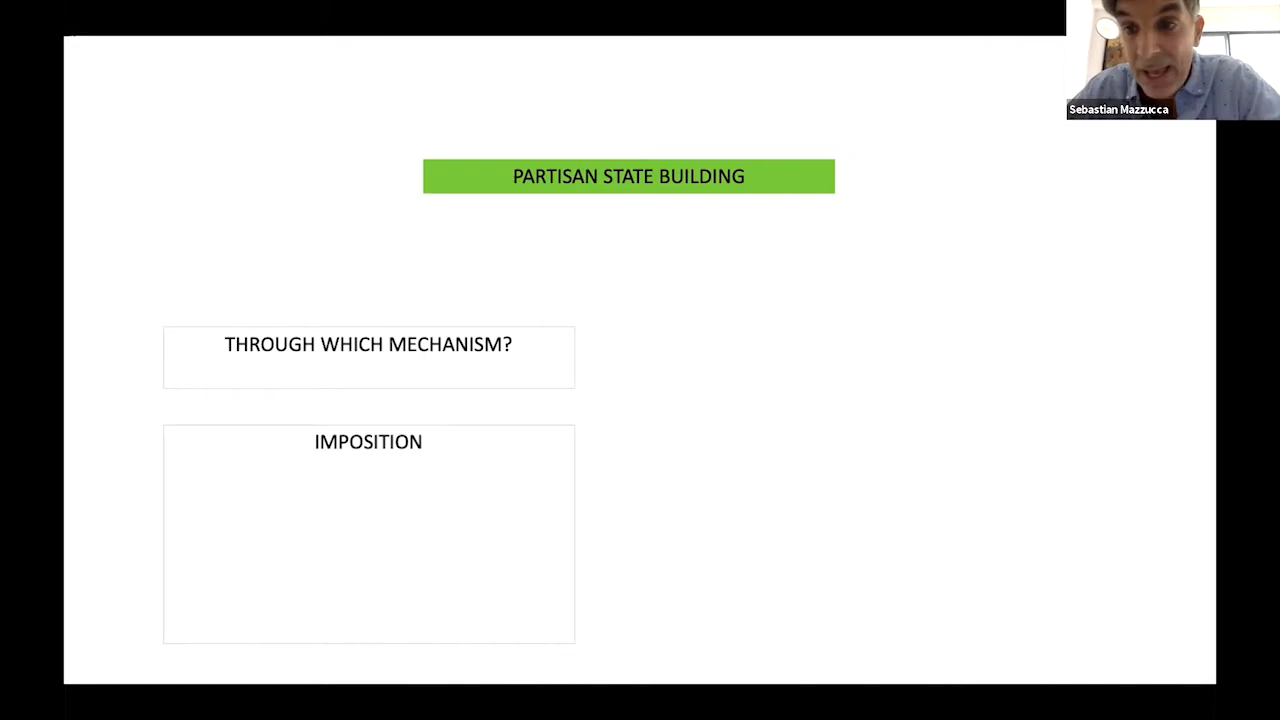 Sebastian Mazzucca
PARTISAN STATE BUILDING
THROUGH WHICH MECHANISM?
IMPOSITION